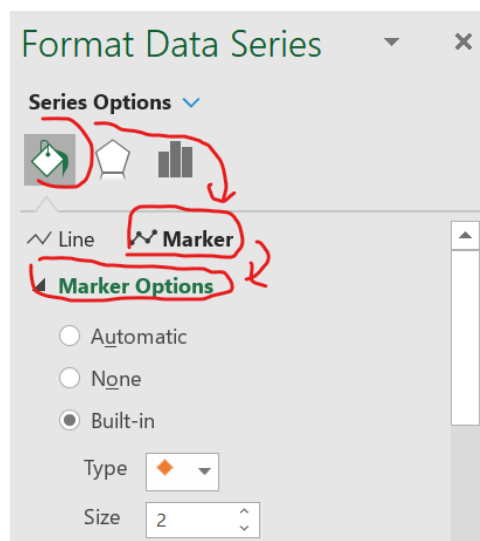 Format Data Series
Series Options
Line Marker
Marker Options
Automatic
None
Built-in
Type
Size 2